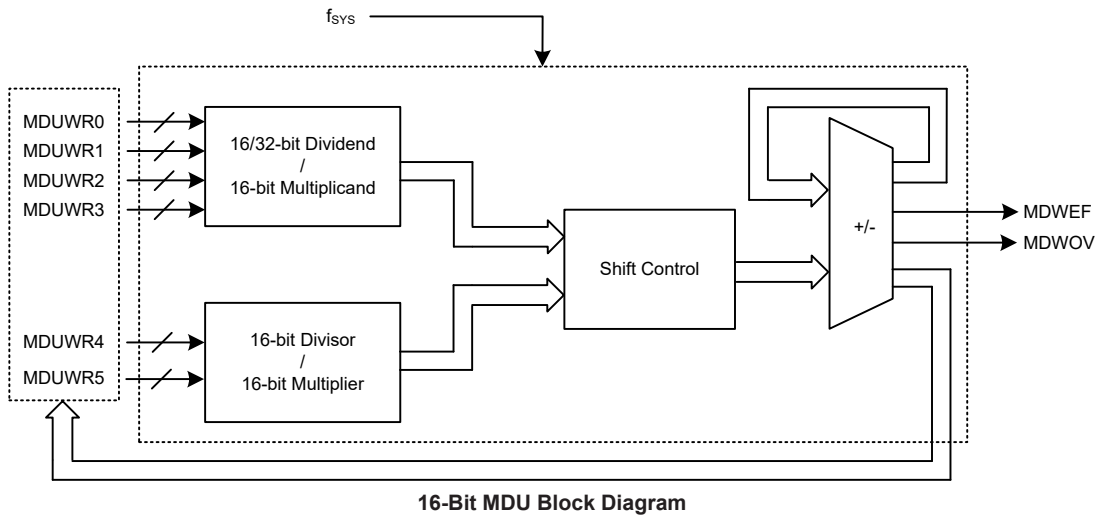 fSYS
MDUWR0
MDUWR1
MDUWR2
MDUWR3
MDUWR4
MDUWR5
16/32-bit Dividend
/
16-bit Multiplicand
16-bit Divisor
/
16-bit Multiplier
Shift Control
+/-
MDWEF
MDWOV
16-Bit MDU Block Diagram